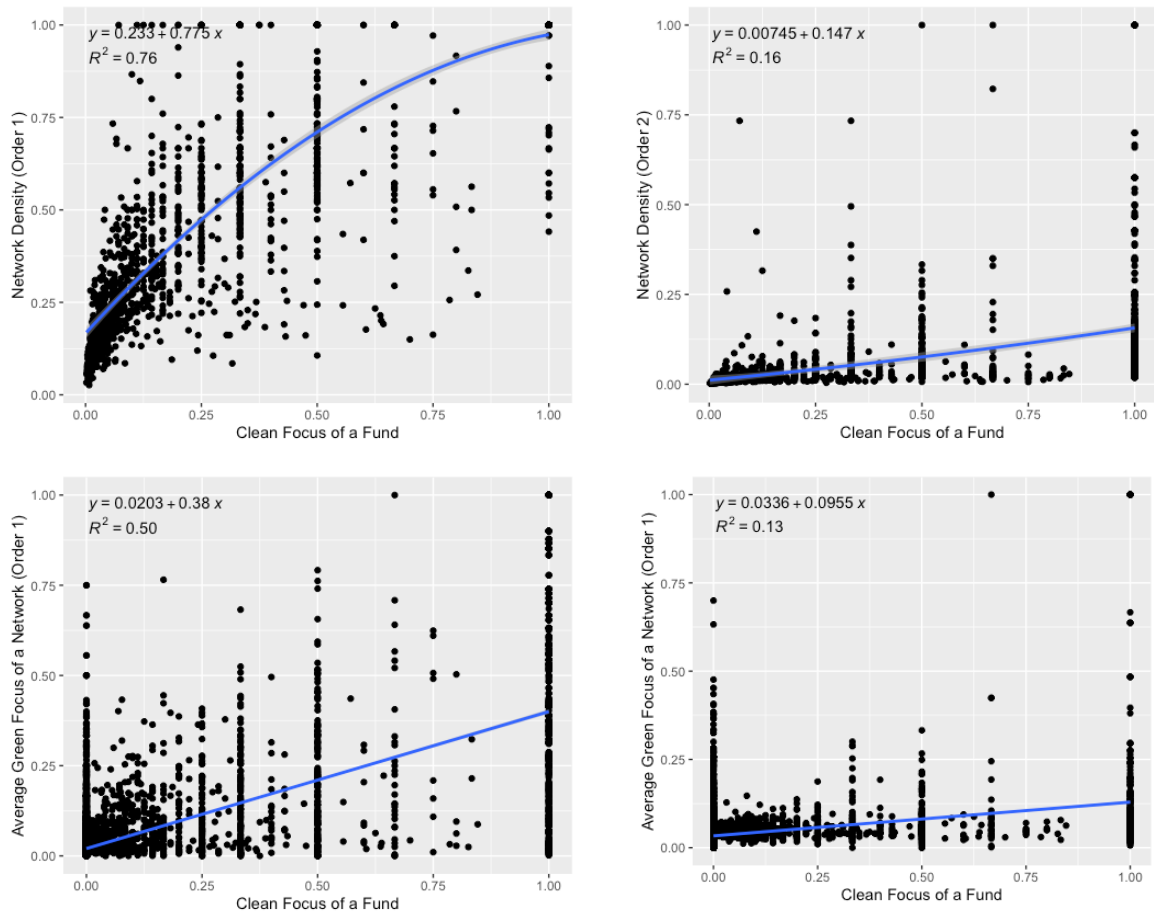 y = 0.233 + 0.775 x
R² = 0.76
Network Density (Order 1)
1.00
0.75
0.50
0.25
0.00
0.00 0.25 0.50 0.75 1.00
Clean Focus of a Fund
y = 0.00745 + 0.147 x
R² = 0.16
Network Density (Order 2)
1.00
0.75
0.50
0.25
0.00
0.00 0.25 0.50 0.75 1.00
Clean Focus of a Fund
y = 0.0203 + 0.38 x
R² = 0.50
Average Green Focus of a Network (Order 1)
1.00
0.75
0.50
0.25
0.00
0.00 0.25 0.50 0.75 1.00
Clean Focus of a Fund
y = 0.0336 + 0.0955 x
R² = 0.13
Average Green Focus of a Network (Order 1)
1.00
0.75
0.50
0.25
0.00
0.00 0.25 0.50 0.75 1.00
Clean Focus of a Fund